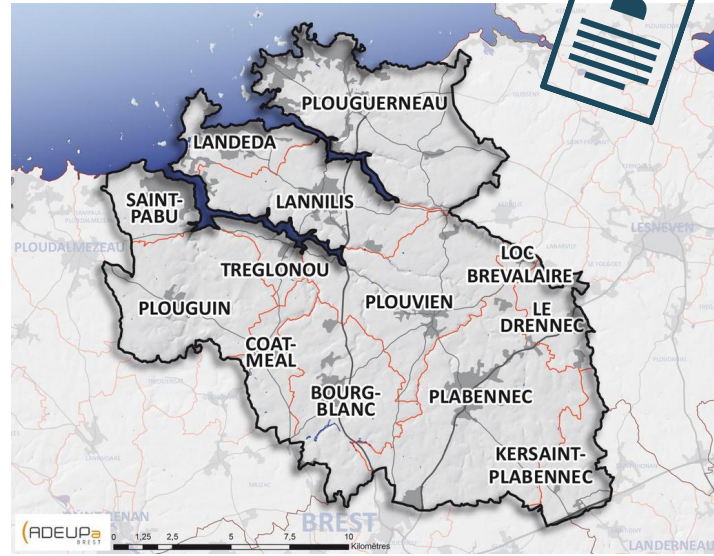 PLOUGUERNEAU
LANDEDA
SAINT-
PABU
LANNILIS
LESNEVEN
PLOUDALMEZEAU
LOC
BREVALAIRE
TREGLONOU
PLOUGUIN
PLOUVIEN
LE
DRENNEC
COAT-
MEAL
BOURG-
BLANC
PLABENNEC
KERSAINT-
PLABENNEC
BREST
LANDERNEAU
ADEUPa
BREST
0 1,25 2,5 5 7,5 10
Kilomètres